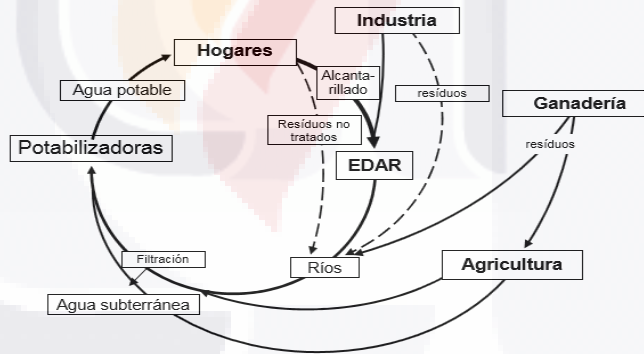 Industria
Hogares
Alcanta-
rillado
Agua potable
resíduos
Ganadería
Resíduos no
tratados
Potabilizadoras
resíduos
EDAR
Filtración
Ríos
Agricultura
Agua subterránea